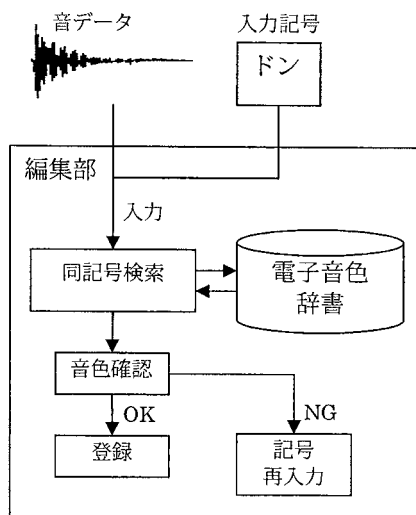 音データ
入力記号
ドン
編集部
入力
同記号検索
電子音色
辞書
音色確認
OK
NG
登録
記号
再入力